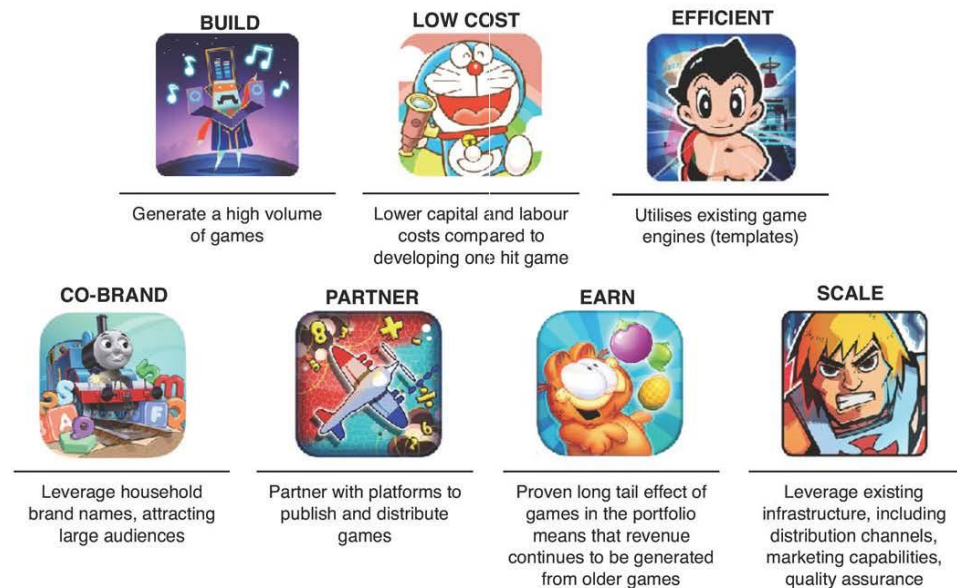 BUILD
LOW COST
EFFICIENT
Generate a high volume
of games
Lower capital and labour
costs compared to
developing one hit game
Utilises existing game
engines (templates)
CO-BRAND
PARTNER
EARN
SCALE
Leverage household
brand names, attracting
large audiences
Partner with platforms to
publish and distribute
games
Proven long tail effect of
games in the portfolio
means that revenue
continues to be generated
from older games
Leverage existing
infrastructure, including
distribution channels,
marketing capabilities,
quality assurance